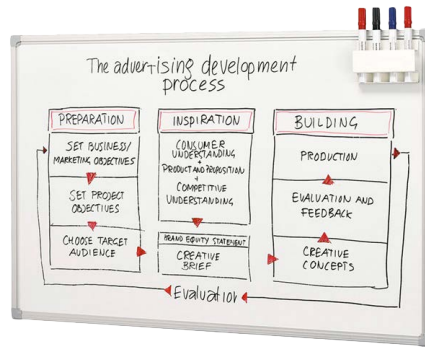 The advertising development
process
PREPARATION
SET BUSINESS/
MARKETING OBJECTIVES
SET PROJECT
OBJECTIVES
CHOOSE TARGET
AUDIENCE
INSPIRATION
CONSUMER
UNDERSTANDING
+
PRODUCT AND PROPOSITION
+
COMPETITIVE
UNDERSTANDING
BRAND EQUITY STATEMENT
CREATIVE
BRIEF
BUILDING
PRODUCTION
EVALUATION AND
FEEDBACK
CREATIVE
CONCEPTS
Evaluation